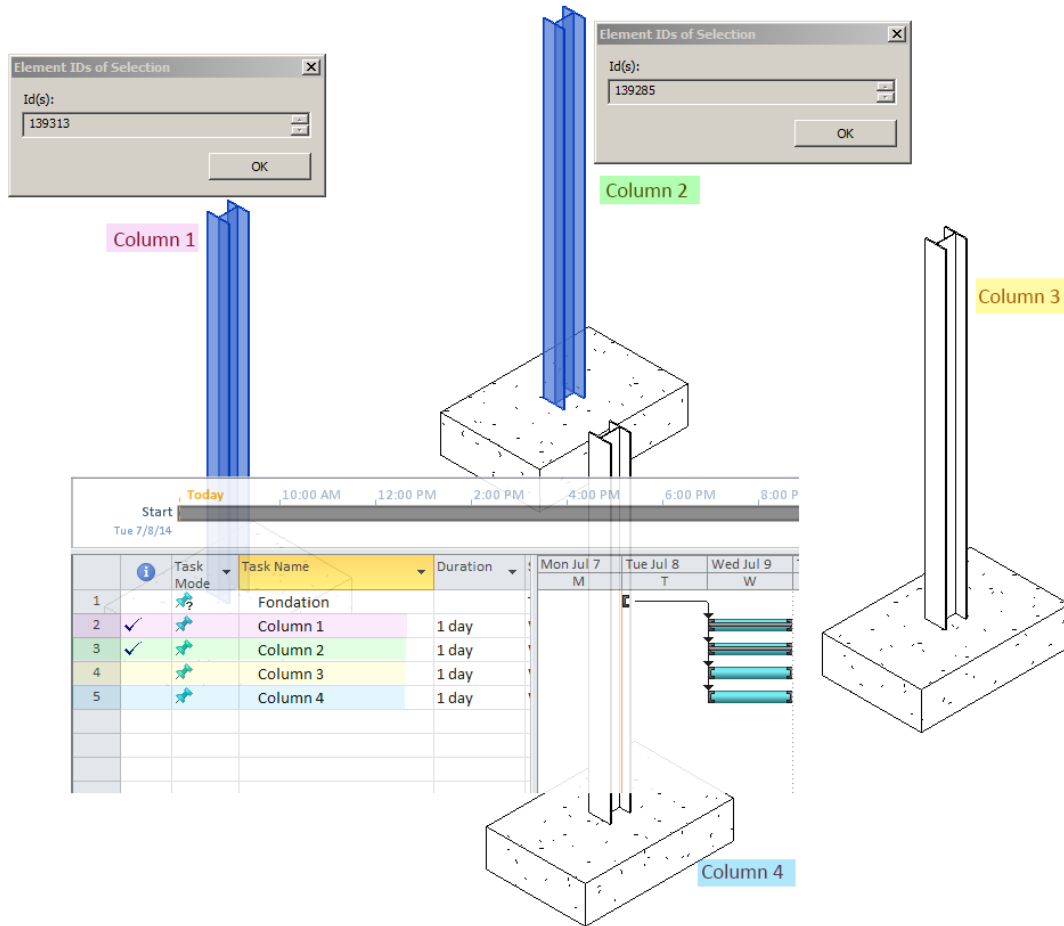 Element IDs of Selection
Id(s):
139313
OK
Element IDs of Selection
Id(s):
139285
OK
Column 1
Column 2
Column 3
Today 10:00 AM 12:00 PM 2:00 PM 4:00 PM 6:00 PM 8:00 P
Start
Tue 7/8/14
Task Mode Task Name Duration Mon Jul 7 Tue Jul 8 Wed Jul 9
M T W
1 Fondation
2 Column 1 1 day
3 Column 2 1 day
4 Column 3 1 day
5 Column 4 1 day
Column 4